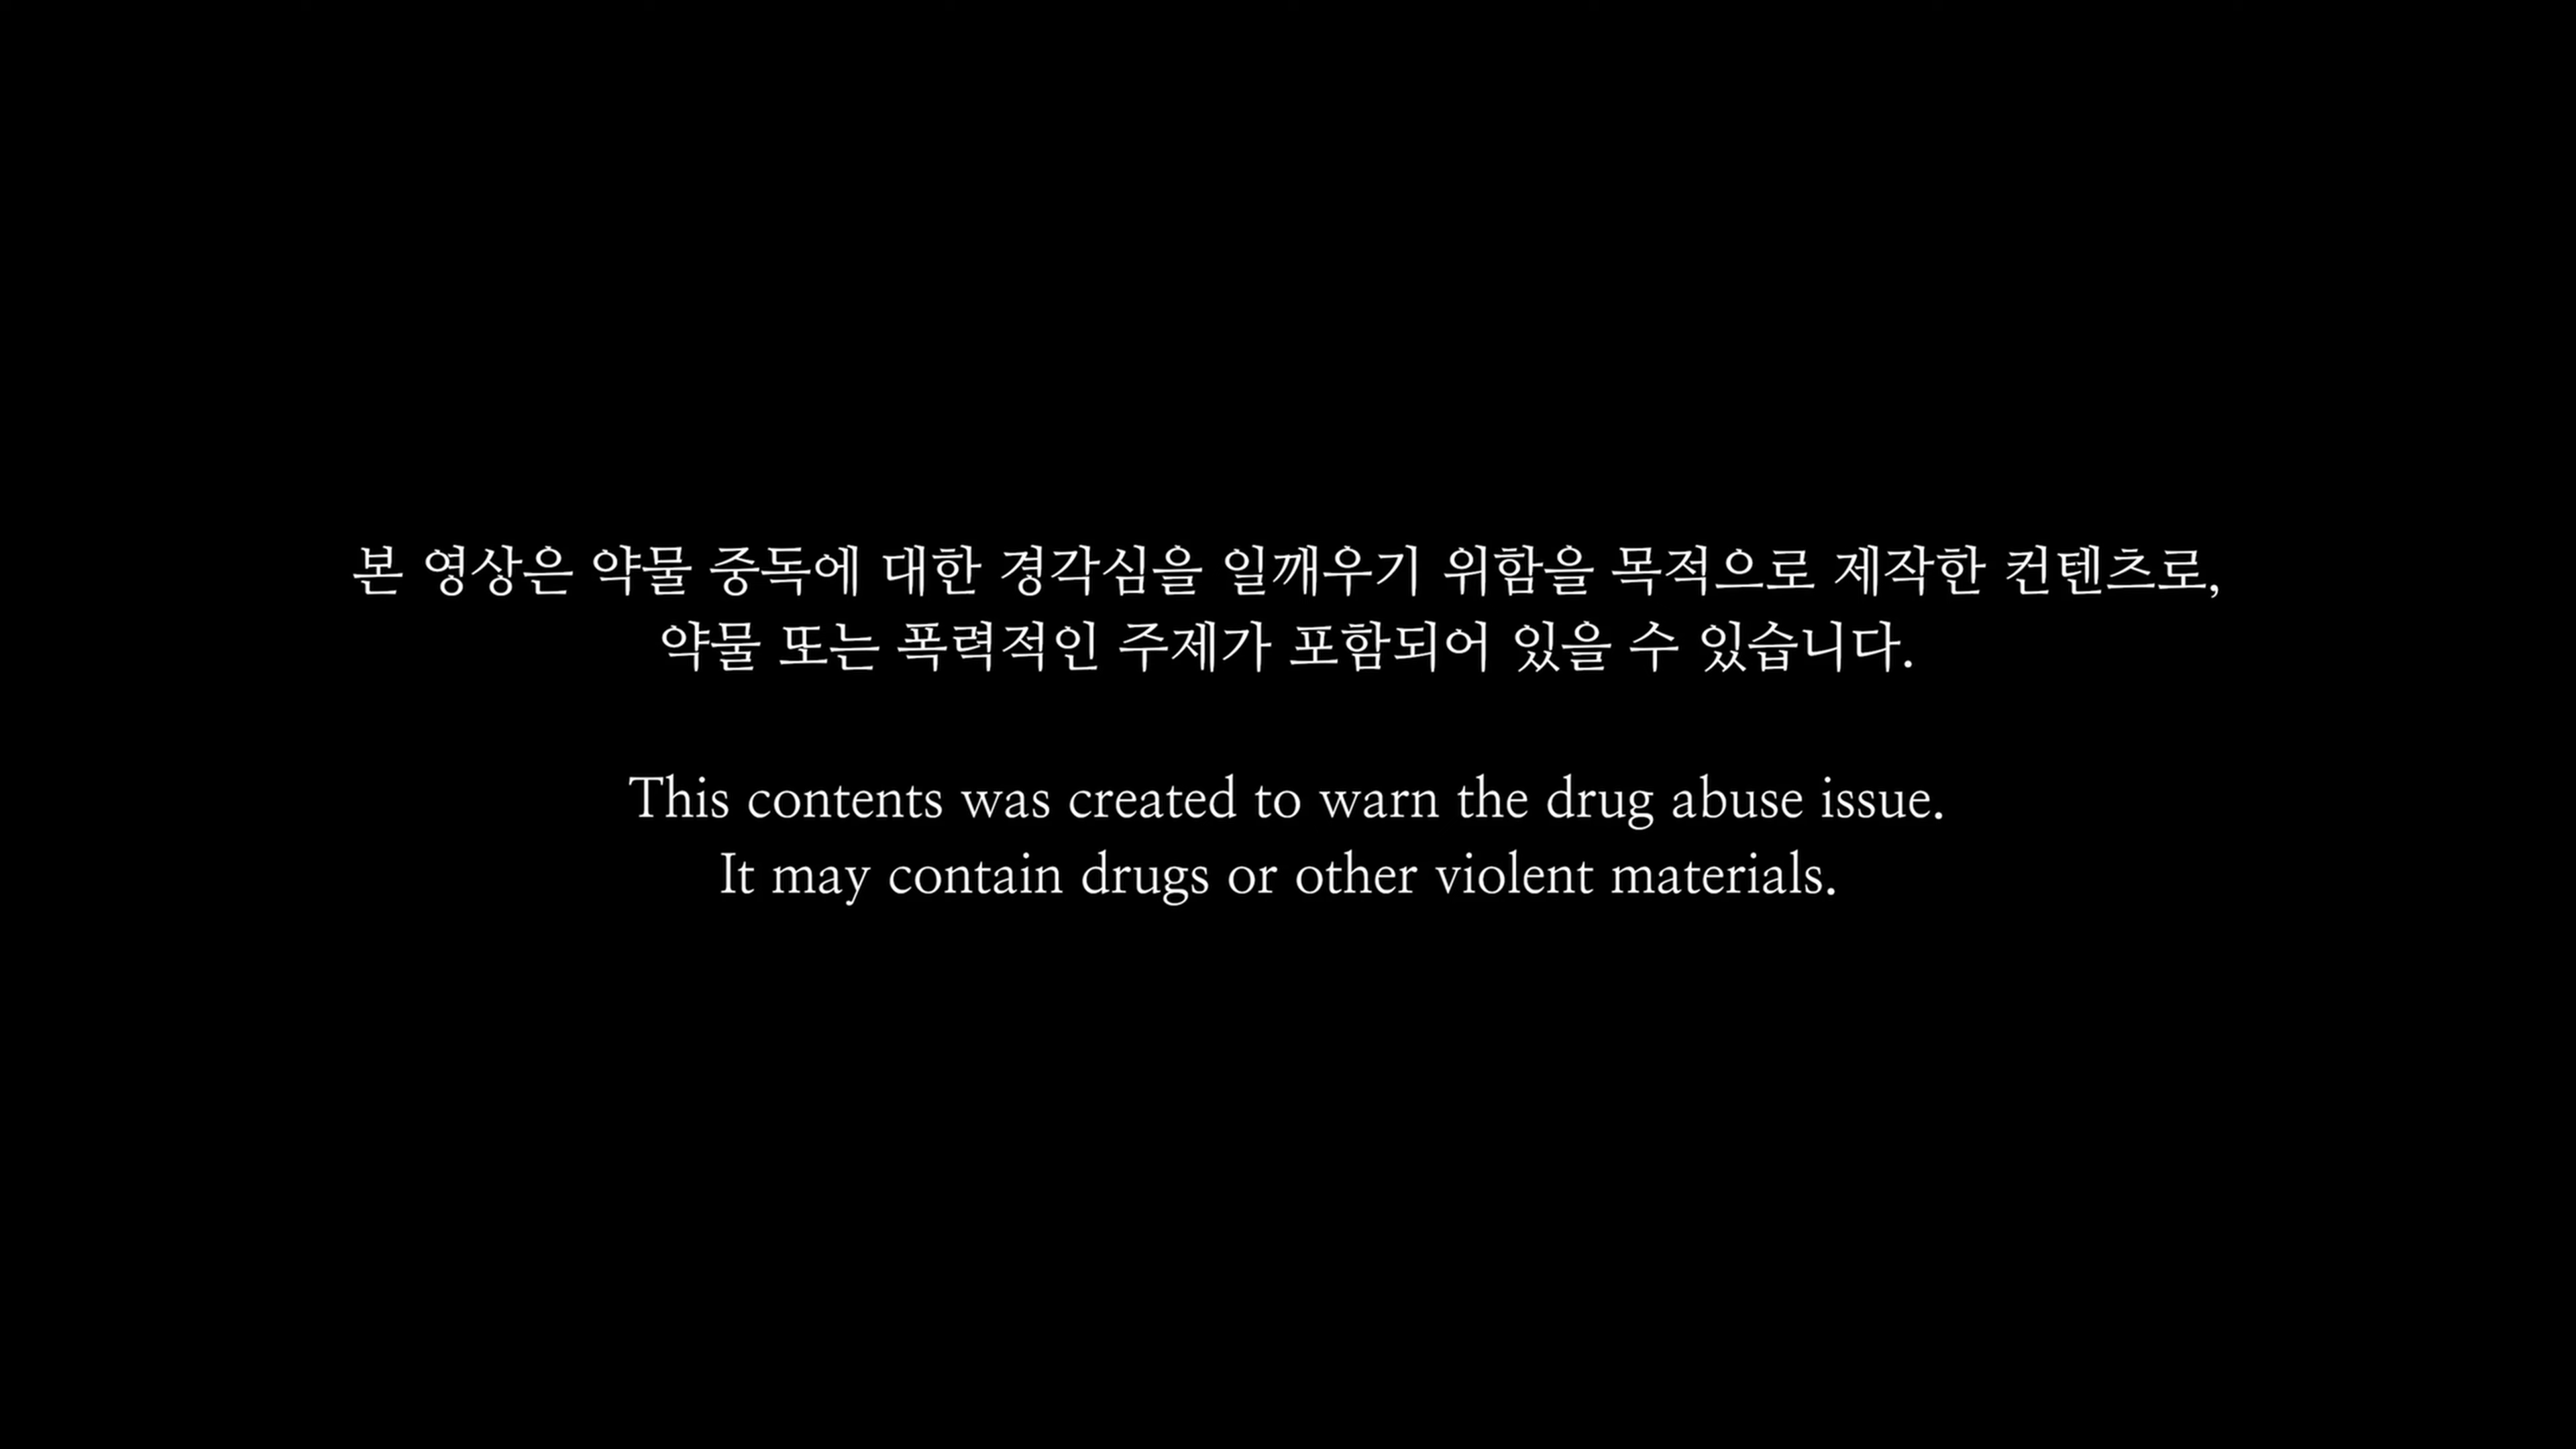 본 영상은 약물 중독에 대한 경각심을 일깨우기 위함을 목적으로 제작한 컨텐츠로,
약물 또는 폭력적인 주제가 포함되어 있을 수 있습니다.
This contents was created to warn the drug abuse issue.
It may contain drugs or other violent materials.